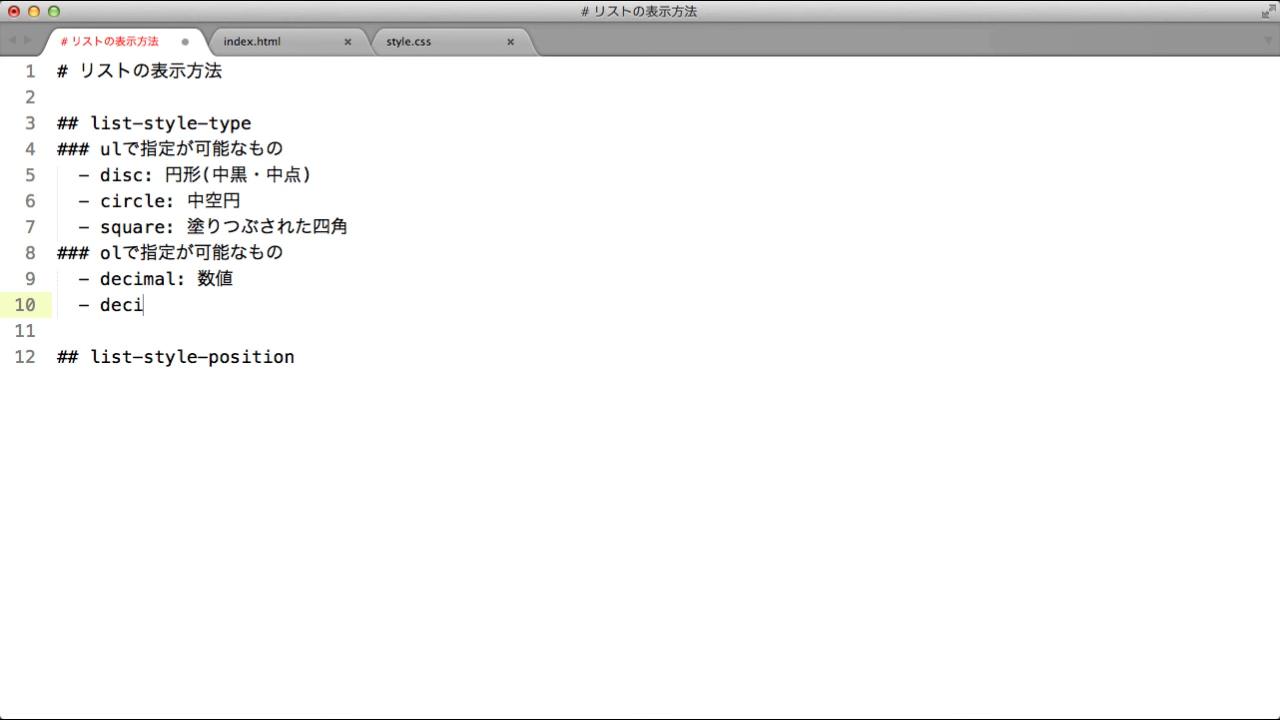 # リストの表示方法
# リストの表示方法
index.html
style.css
1 # リストの表示方法
2
3 ## list-style-type
4 ### ulで指定が可能なもの
5 - disc: 円形(中黒・中点)
6 - circle: 中空円
7 - square: 塗りつぶされた四角
8 ### olで指定が可能なもの
9 - decimal: 数値
10 - deci
11
12 ## list-style-position